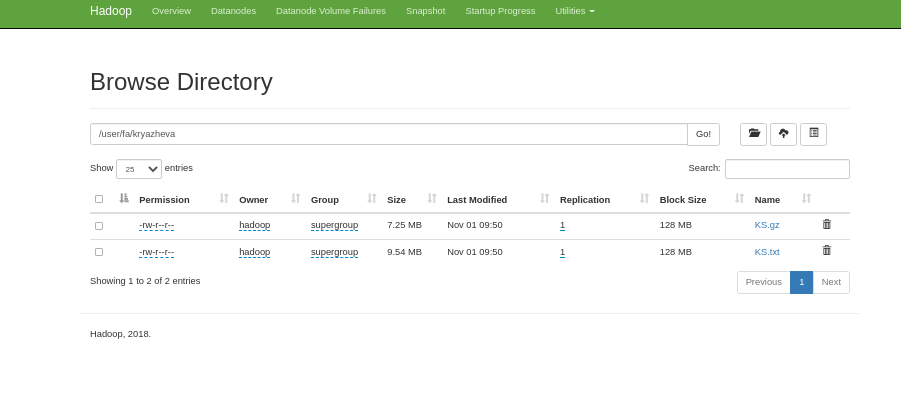 Hadoop Overview Datanodes Datanode Volume Failures Snapshot Startup Progress Utilities
Browse Directory
/user/fa/kryazheva Go!
Show 25 entries Search:
Permission Owner Group Size Last Modified Replication Block Size Name
-rw-r--r-- hadoop supergroup 7.25 MB Nov 01 09:50 1 128 MB KS.gz
-rw-r--r-- hadoop supergroup 9.54 MB Nov 01 09:50 1 128 MB KS.txt
Showing 1 to 2 of 2 entries Previous 1 Next
Hadoop, 2018.